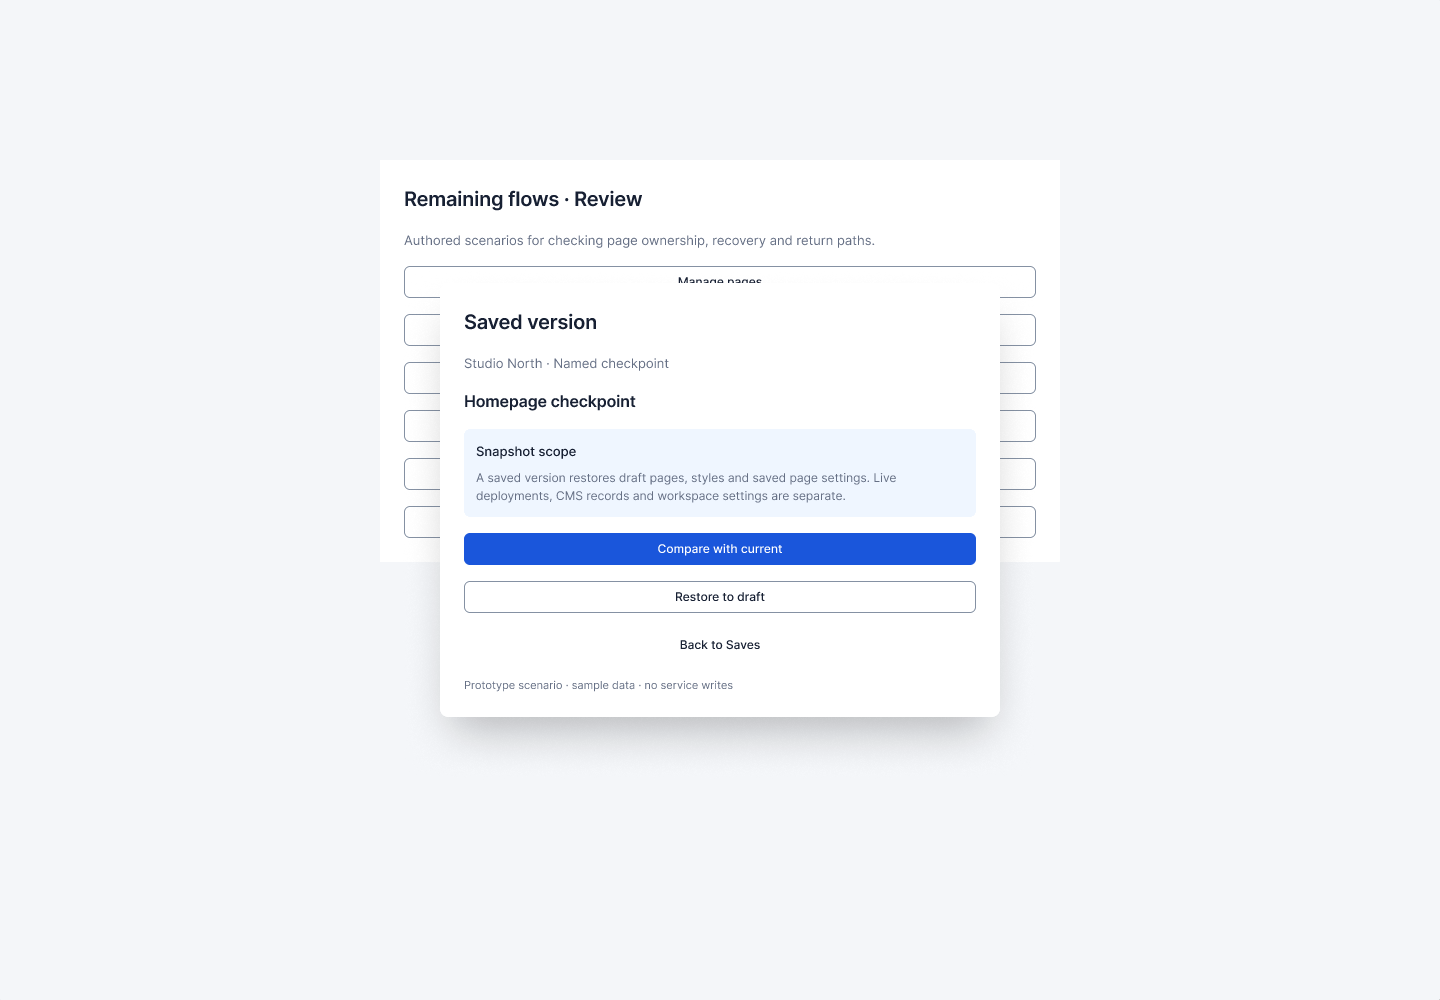 Remaining flows · Review
Authored scenarios for checking page ownership, recovery and return paths.
Manage pages
Saved version
Studio North · Named checkpoint
Homepage checkpoint
Snapshot scope
A saved version restores draft pages, styles and saved page settings. Live
deployments, CMS records and workspace settings are separate.
Compare with current
Restore to draft
Back to Saves
Prototype scenario · sample data · no service writes